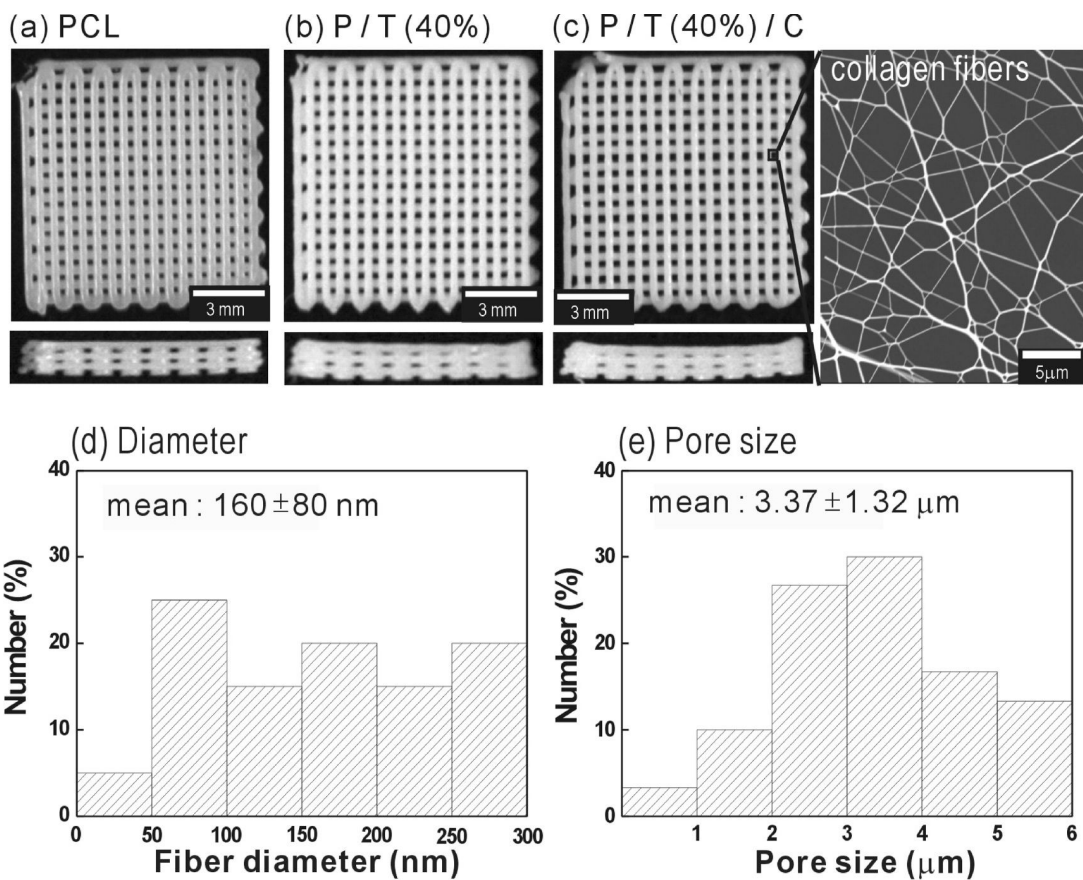 (a) PCL
(b) P / T (40%)
(c) P / T (40%) / C
collagen fibers
3 mm
3 mm
3 mm
5μm
(d) Diameter
(e) Pore size
40
mean : 160 ±80 nm
30
20
10
0
Number (%)
0 50 100 150 200 250 300
Fiber diameter (nm)
40
mean : 3.37 ±1.32 μm
30
20
10
0
Number (%)
1 2 3 4 5 6
Pore size (μm)